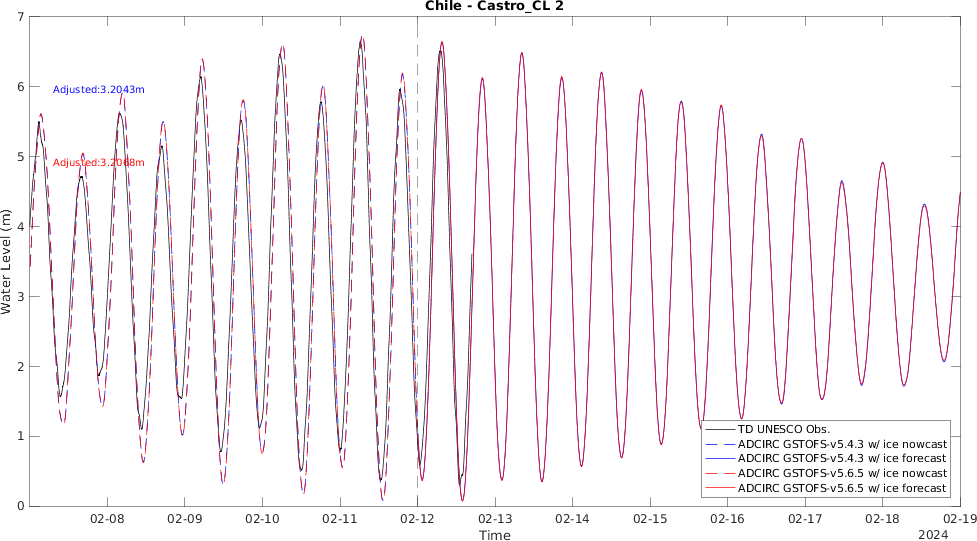 Chile - Castro_CL 2
7
6
5
4
3
2
1
0
Water Level (m)
Adjusted:3.2043m
Adjusted:3.2068m
TD UNESCO Obs.
ADCIRC GSTOFS-v5.4.3 w/ ice nowcast
ADCIRC GSTOFS-v5.4.3 w/ ice forecast
ADCIRC GSTOFS-v5.6.5 w/ ice nowcast
ADCIRC GSTOFS-v5.6.5 w/ ice forecast
02-08 02-09 02-10 02-11 02-12 02-13 02-14 02-15 02-16 02-17 02-18 02-19
Time
2024